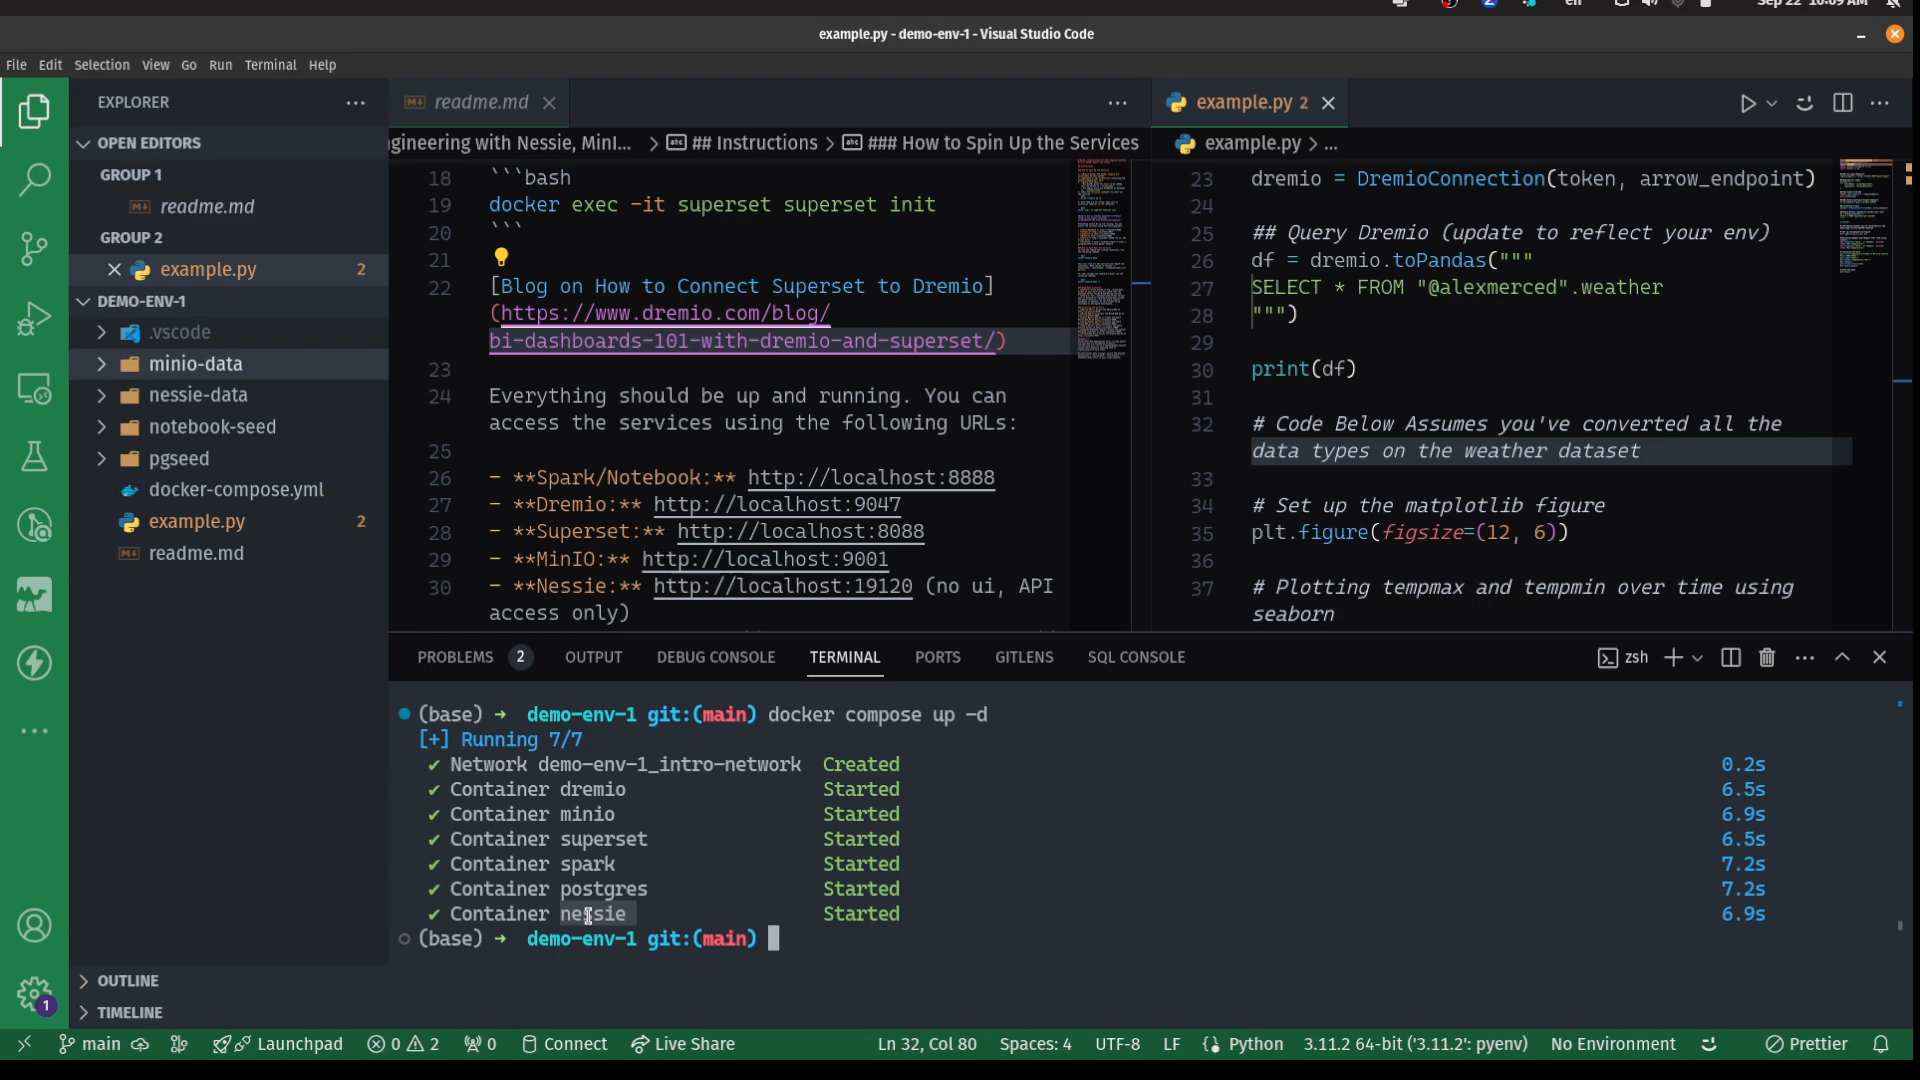 en
Sep 22 10:09 AM
example.py - demo-env-1 - Visual Studio Code
File Edit Selection View Go Run Terminal Help
EXPLORER
OPEN EDITORS
GROUP 1
readme.md
GROUP 2
example.py 2
DEMO-ENV-1
.vscode
minio-data
nessie-data
notebook-seed
pgseed
docker-compose.yml
example.py 2
readme.md
OUTLINE
TIMELINE
readme.md
ngineering with Nessie, MinI... > ## Instructions > ### How to Spin Up the Services
18 ```bash
19 docker exec -it superset superset init
20 ```
21
22 [Blog on How to Connect Superset to Dremio]
(https://www.dremio.com/blog/
bi-dashboards-101-with-dremio-and-superset/)
23
24 Everything should be up and running. You can
access the services using the following URLs:
25
26 - **Spark/Notebook:** http://localhost:8888
27 - **Dremio:** http://localhost:9047
28 - **Superset:** http://localhost:8088
29 - **MinIO:** http://localhost:9001
30 - **Nessie:** http://localhost:19120 (no ui, API
access only)
example.py 2
example.py > ...
23 dremio = DremioConnection(token, arrow_endpoint)
24
25 ## Query Dremio (update to reflect your env)
26 df = dremio.toPandas("""
27 SELECT * FROM "@alexmerced".weather
28 """)
29
30 print(df)
31
32 # Code Below Assumes you've converted all the
data types on the weather dataset
33
34 # Set up the matplotlib figure
35 plt.figure(figsize=(12, 6))
36
37 # Plotting tempmax and tempmin over time using
seaborn
PROBLEMS 2 OUTPUT DEBUG CONSOLE TERMINAL PORTS GITLENS SQL CONSOLE
zsh
(base) → demo-env-1 git:(main) docker compose up -d
[+] Running 7/7
✔ Network demo-env-1_intro-network Created 0.2s
✔ Container dremio Started 6.5s
✔ Container minio Started 6.9s
✔ Container superset Started 6.5s
✔ Container spark Started 7.2s
✔ Container postgres Started 7.2s
✔ Container nessie Started 6.9s
(base) → demo-env-1 git:(main)
1
main Launchpad 0 2 0 Connect Live Share Ln 32, Col 80 Spaces: 4 UTF-8 LF Python 3.11.2 64-bit ('3.11.2': pyenv) No Environment Prettier